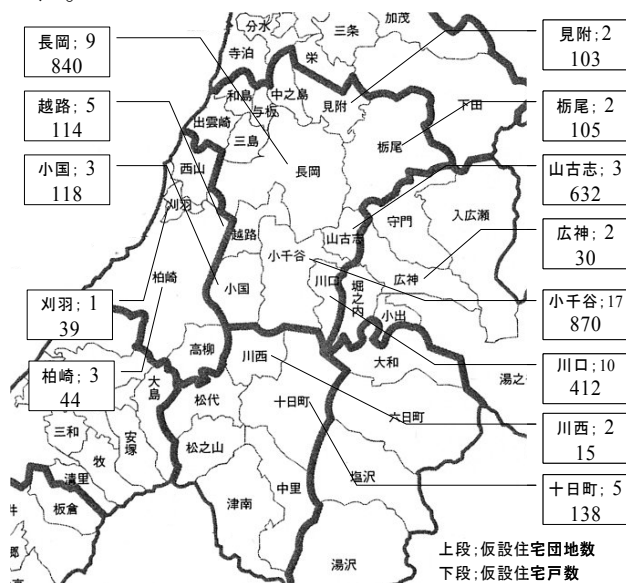 加茂
分水
三条
寺泊
栄
長岡; 9
840
見附; 2
103
和島
中之島
与板
見附
下田
越路; 5
114
出雲崎
三島
栃尾
栃尾; 2
105
小国; 3
118
西山
長岡
山古志; 3
632
刈羽
守門
入広瀬
越路
山古志
広神; 2
30
柏崎
小千谷
小国
川口
堀之内
広神
小千谷; 17
870
刈羽; 1
39
小出
高柳
川西
大和
湯之
川口; 10
412
柏崎; 3
44
大島
松代
十日町
六日町
川西; 2
15
三和
安塚
牧
松之山
清里
中里
塩沢
十日町; 5
138
板倉
津南
井
郷
湯沢
上段;仮設住宅団地数
下段;仮設住宅戸数